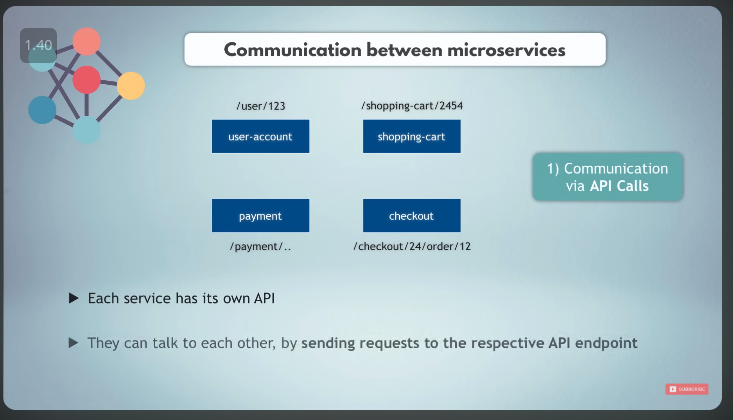 1.40
Communication between microservices
/user/123
/shopping-cart/2454
user-account
shopping-cart
1) Communication
via API Calls
payment
checkout
/payment/..
/checkout/24/order/12
▶ Each service has its own API
▶ They can talk to each other, by sending requests to the respective API endpoint
SUBSCRIBE